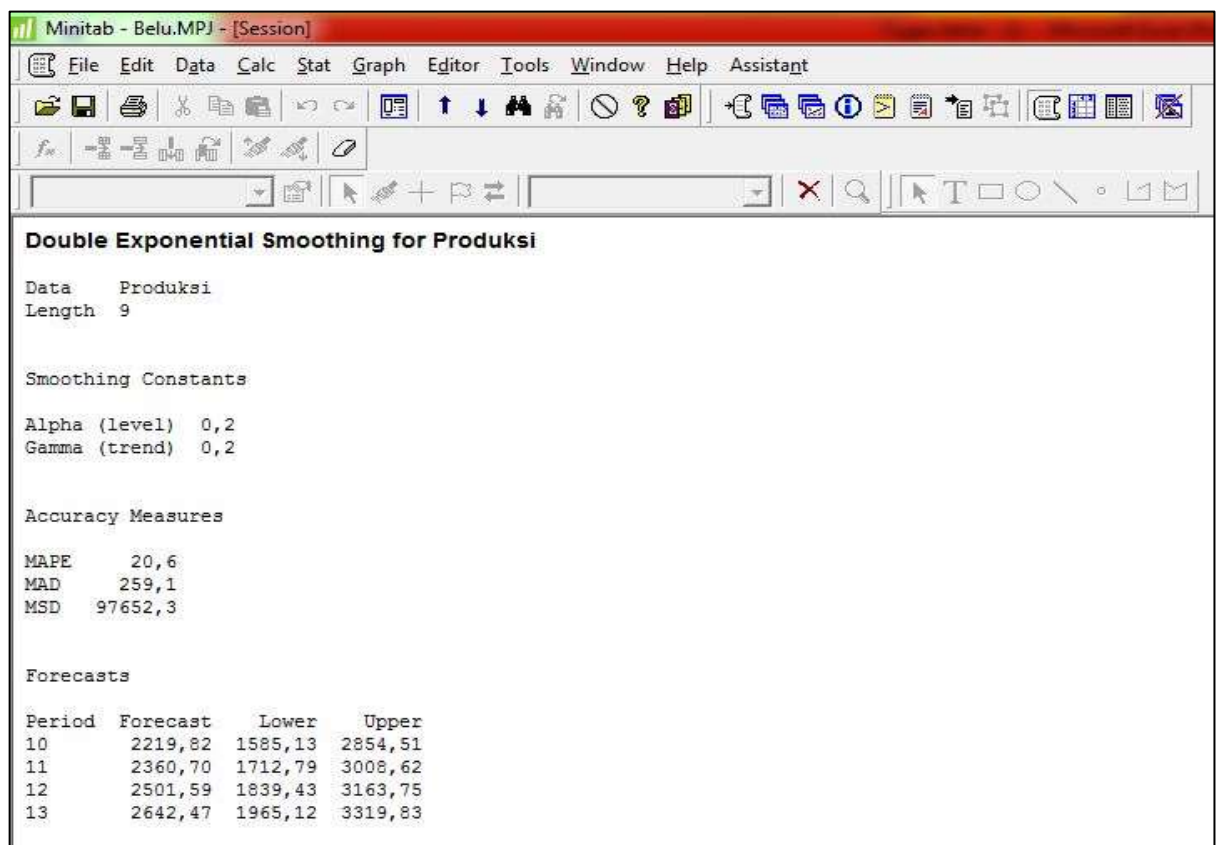 Minitab - Belu.MPJ - [Session]
File Edit Data Calc Stat Graph Editor Tools Window Help Assistant
Double Exponential Smoothing for Produksi
Data Produksi
Length 9
Smoothing Constants
Alpha (level) 0,2
Gamma (trend) 0,2
Accuracy Measures
MAPE 20,6
MAD 259,1
MSD 97652,3
Forecasts
Period Forecast Lower Upper
10 2219,82 1585,13 2854,51
11 2360,70 1712,79 3008,62
12 2501,59 1839,43 3163,75
13 2642,47 1965,12 3319,83